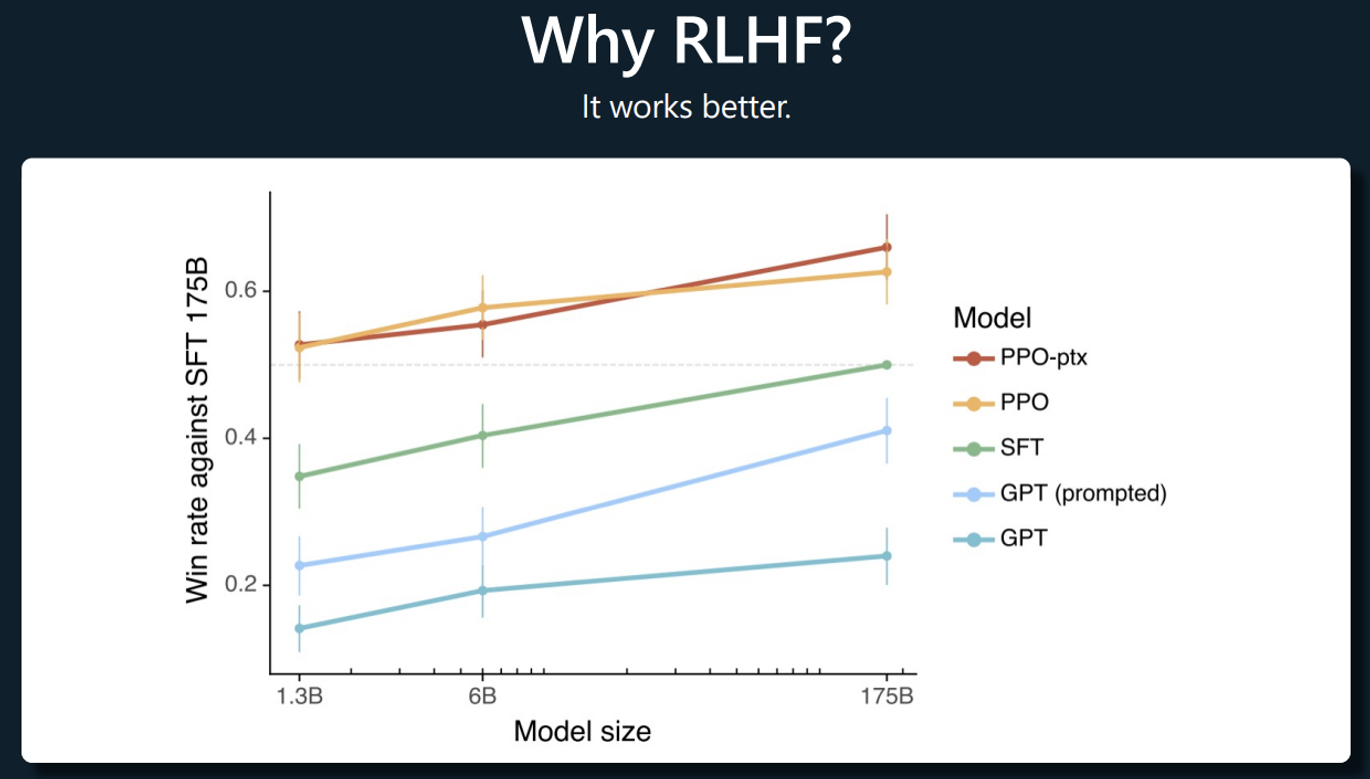 Why RLHF?
It works better.
Win rate against SFT 175B
0.6
0.4
0.2
1.3B
6B
175B
Model size
Model
PPO-ptx
PPO
SFT
GPT (prompted)
GPT